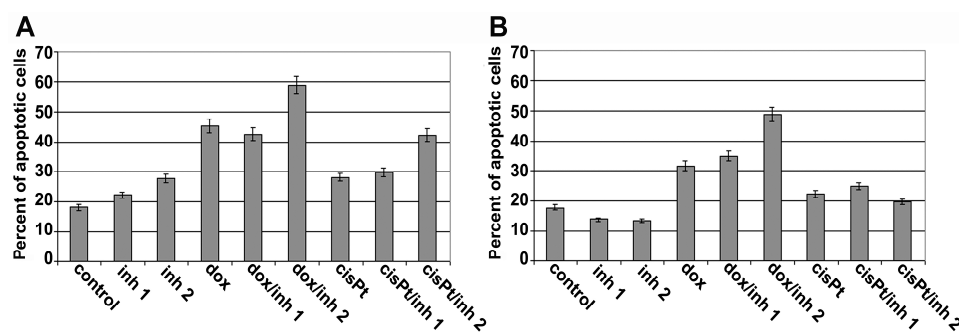 A
Percent of apoptotic cells
70
60
50
40
30
20
10
0
control
inh 1
inh 2
dox
dox/inh 1
dox/inh 2
cisPt
cisPt/inh 1
cisPt/inh 2
B
Percent of apoptotic cells
70
60
50
40
30
20
10
0
control
inh 1
inh 2
dox
dox/inh 1
dox/inh 2
cisPt
cisPt/inh 1
cisPt/inh 2